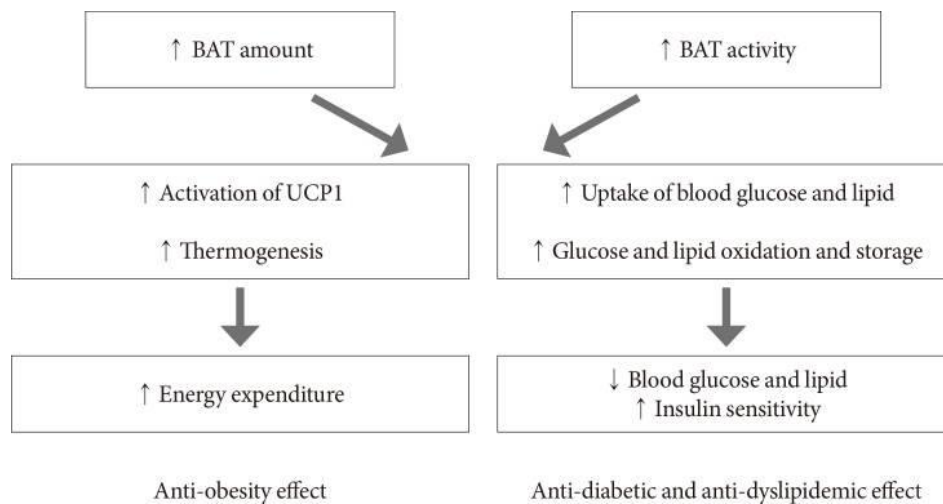 ↑ BAT amount
↑ BAT activity
↑ Activation of UCP1
↑ Thermogenesis
↑ Uptake of blood glucose and lipid
↑ Glucose and lipid oxidation and storage
↑ Energy expenditure
↓ Blood glucose and lipid
↑ Insulin sensitivity
Anti-obesity effect
Anti-diabetic and anti-dyslipidemic effect